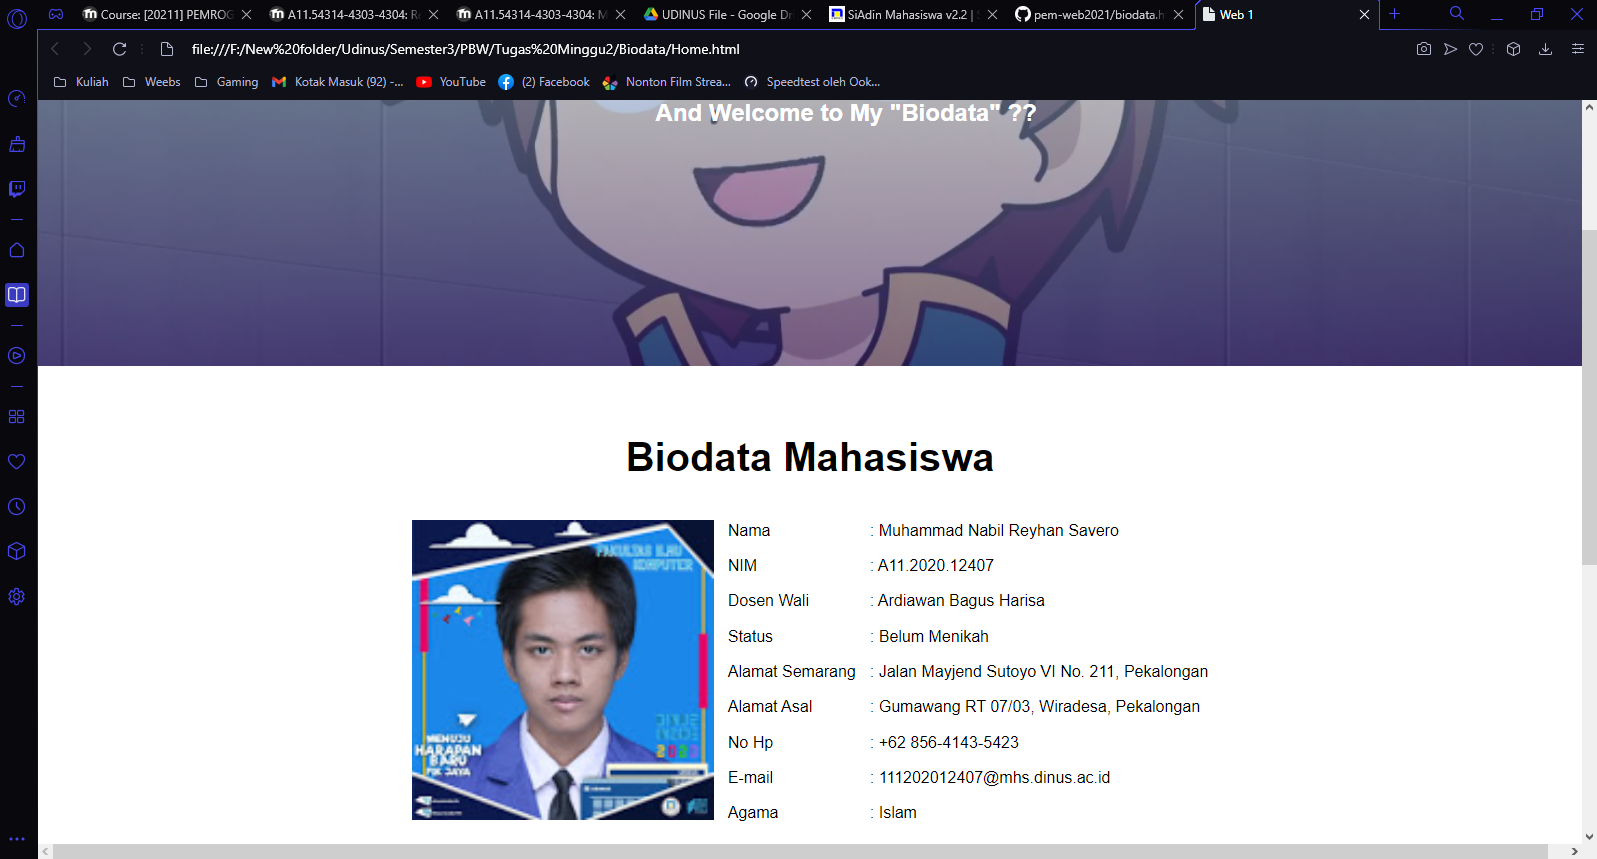 Course: [20211] PEMROG
A11.54314-4303-4304: R
A11.54314-4303-4304: M
UDINUS File - Google Dr
SiAdin Mahasiswa v2.2 | S
pem-web2021/biodata.h
Web 1
file:///F:/New%20folder/Udinus/Semester3/PBW/Tugas%20Minggu2/Biodata/Home.html
Kuliah
Weebs
Gaming
Kotak Masuk (92) -...
YouTube
(2) Facebook
Nonton Film Strea...
Speedtest oleh Ook...
And Welcome to My "Biodata" ??
Biodata Mahasiswa
FAKULTAS ILMU
KOMPUTER
MENUJU
HARAPAN
BARU
FIK JAYA
Nama : Muhammad Nabil Reyhan Savero
NIM : A11.2020.12407
Dosen Wali : Ardiawan Bagus Harisa
Status : Belum Menikah
Alamat Semarang : Jalan Mayjend Sutoyo VI No. 211, Pekalongan
Alamat Asal : Gumawang RT 07/03, Wiradesa, Pekalongan
No Hp : +62 856-4143-5423
E-mail : 111202012407@mhs.dinus.ac.id
Agama : Islam